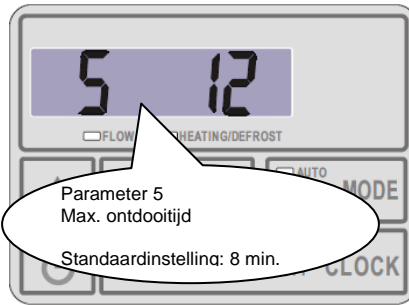 5 12
FLOW HEATING/DEFROST
AUTO
MODE
Parameter 5
Max. ontdooitijd
Standaardinstelling: 8 min.
CLOCK